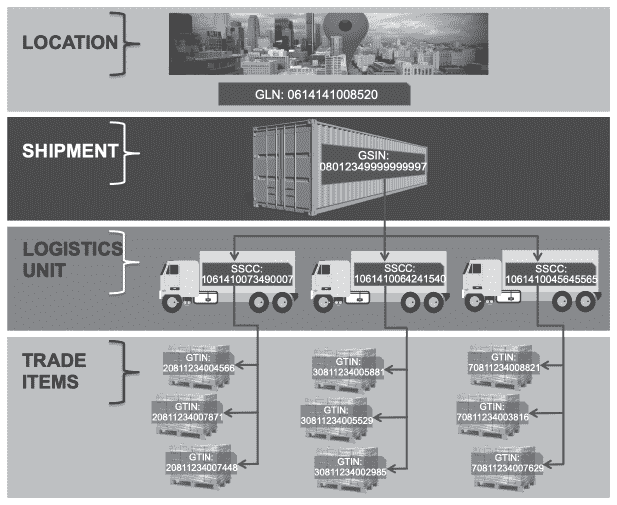 LOCATION
GLN: 0614141008520
SHIPMENT
GSIN:
08012349999999997
LOGISTICS
UNIT
SSCC:
1061410073490007
SSCC:
1061410064241540
SSCC:
1061410045645565
TRADE
ITEMS
GTIN:
20811234004566
GTIN:
30811234005881
GTIN:
70811234008821
GTIN:
20811234007871
GTIN:
30811234005529
GTIN:
70811234003816
GTIN:
20811234007448
GTIN:
30811234002985
GTIN:
70811234007629